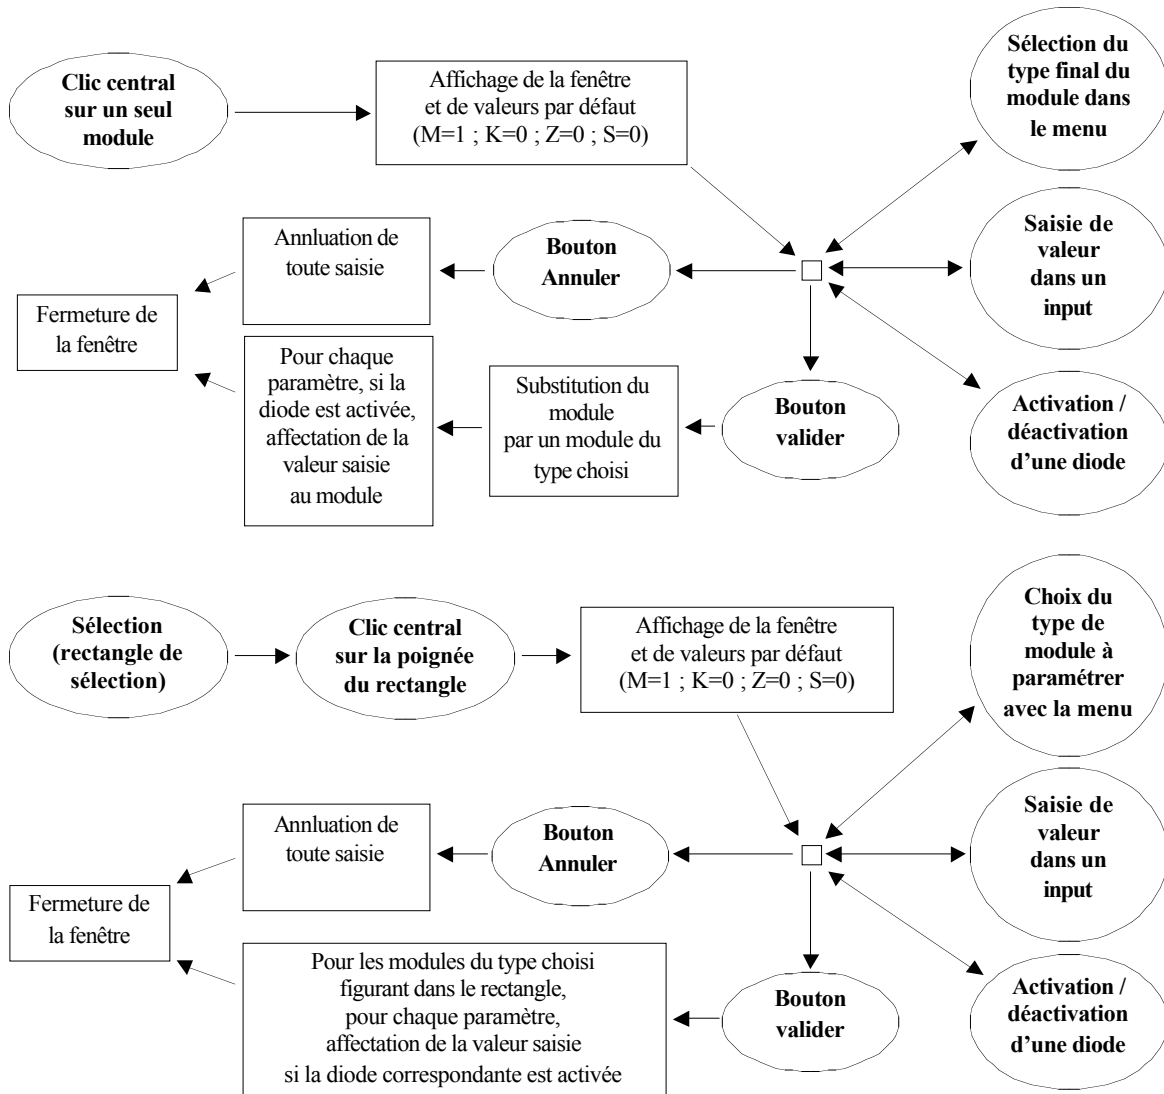 Clic central
sur un seul
module
Affichage de la fenêtre
et de valeurs par défaut
(M=1 ; K=0 ; Z=0 ; S=0)
Sélection du
type final du
module dans
le menu
Saisie de
valeur
dans un
input
Activation /
déactivation
d'une diode
Bouton
Annuler
Annluation de
toute saisie
Fermeture de
la fenêtre
Bouton
valider
Substitution du
module
par un module du
type choisi
Pour chaque
paramètre, si la
diode est activée,
affectation de la
valeur saisie
au module
Sélection
(rectangle de
sélection)
Clic central
sur la poignée
du rectangle
Affichage de la fenêtre
et de valeurs par défaut
(M=1 ; K=0 ; Z=0 ; S=0)
Choix du
type de
module à
paramétrer
avec la menu
Saisie de
valeur
dans un
input
Activation /
déactivation
d'une diode
Bouton
Annuler
Annluation de
toute saisie
Fermeture de
la fenêtre
Bouton
valider
Pour les modules du type choisi
figurant dans le rectangle,
pour chaque paramètre,
affectation de la valeur saisie
si la diode correspondante est activée